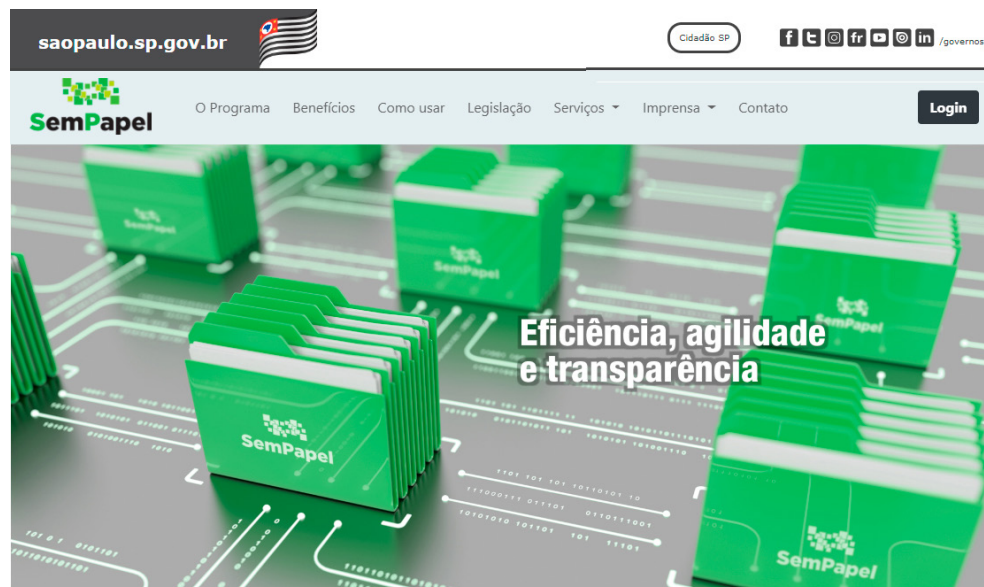 saopaulo.sp.gov.br
Cidadão SP
/governosp
SemPapel
O Programa Benefícios Como usar Legislação Serviços Imprensa Contato
Login
SemPapel
SemPapel
SemPapel
Eficiência, agilidade
e transparência
SemPapel
SemPapel